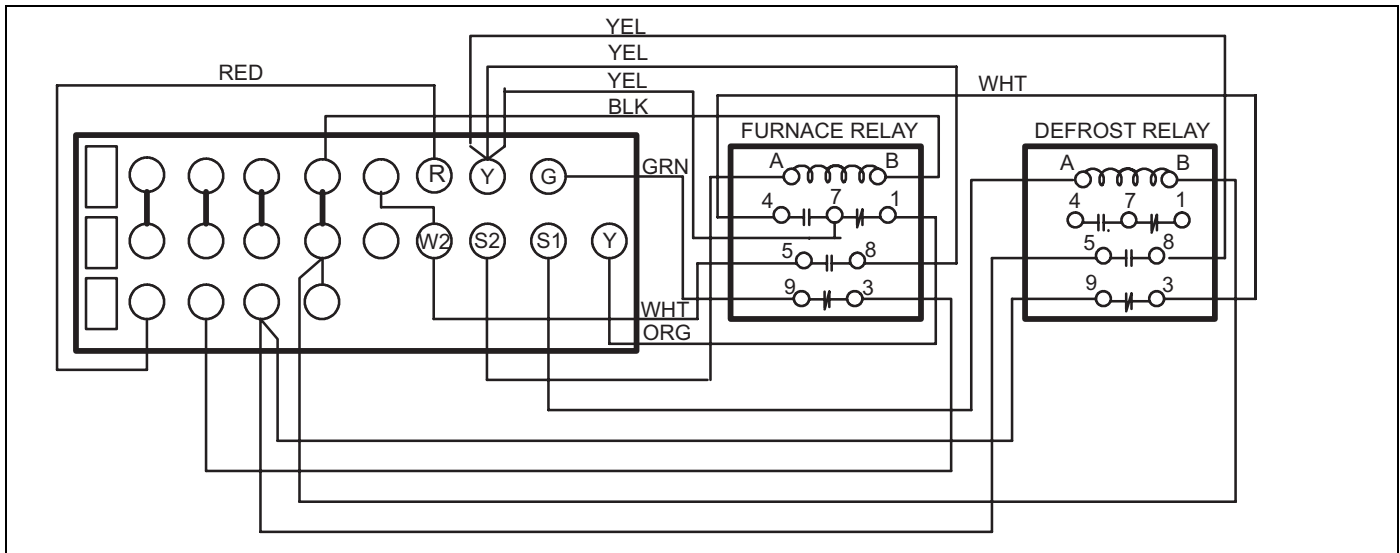 YEL
YEL
RED
YEL
WHT
BLK
FURNACE RELAY
DEFROST RELAY
A B
A B
R Y G
GRN
4 7 1
4 7 1
W2 S2 S1 Y
5 8
5 8
9 3
9 3
WHT
ORG